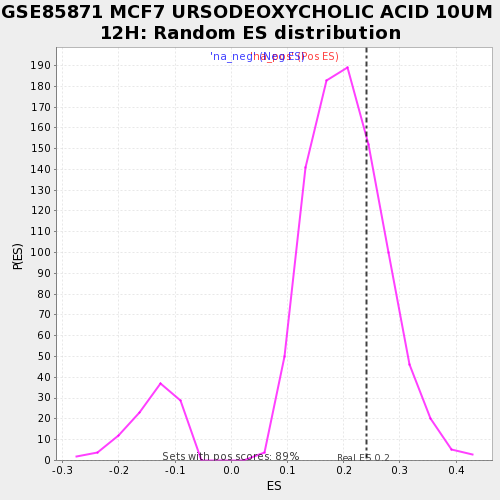 GSE85871 MCF7 URSODEOXYCHOLIC ACID 10UM
12H: Random ES distribution
'na_neg' (Neg ES)
'na_pos' (Pos ES)
P(ES)
190
180
170
160
150
140
130
120
110
100
90
80
70
60
50
40
30
20
10
0
Sets with pos scores: 89%
Real ES 0.2
-0.3 -0.2 -0.1 0.0 0.1 0.2 0.3 0.4
ES